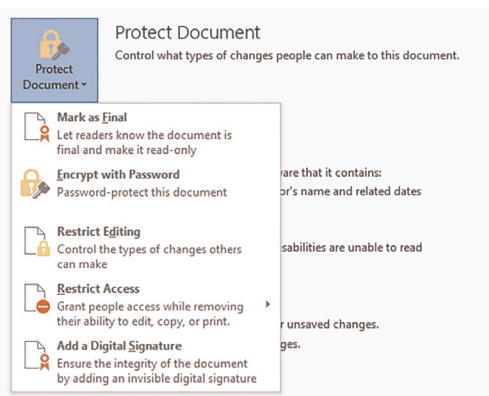 Protect Document
Control what types of changes people can make to this document.
Protect
Document
Mark as Final
Let readers know the document is
final and make it read-only
Encrypt with Password
Password-protect this document
Restrict Editing
Control the types of changes others
can make
Restrict Access
Grant people access while removing
their ability to edit, copy, or print.
Add a Digital Signature
Ensure the integrity of the document
by adding an invisible digital signature
are that it contains:
or's name and related dates
sabilities are unable to read
r unsaved changes.
ges.